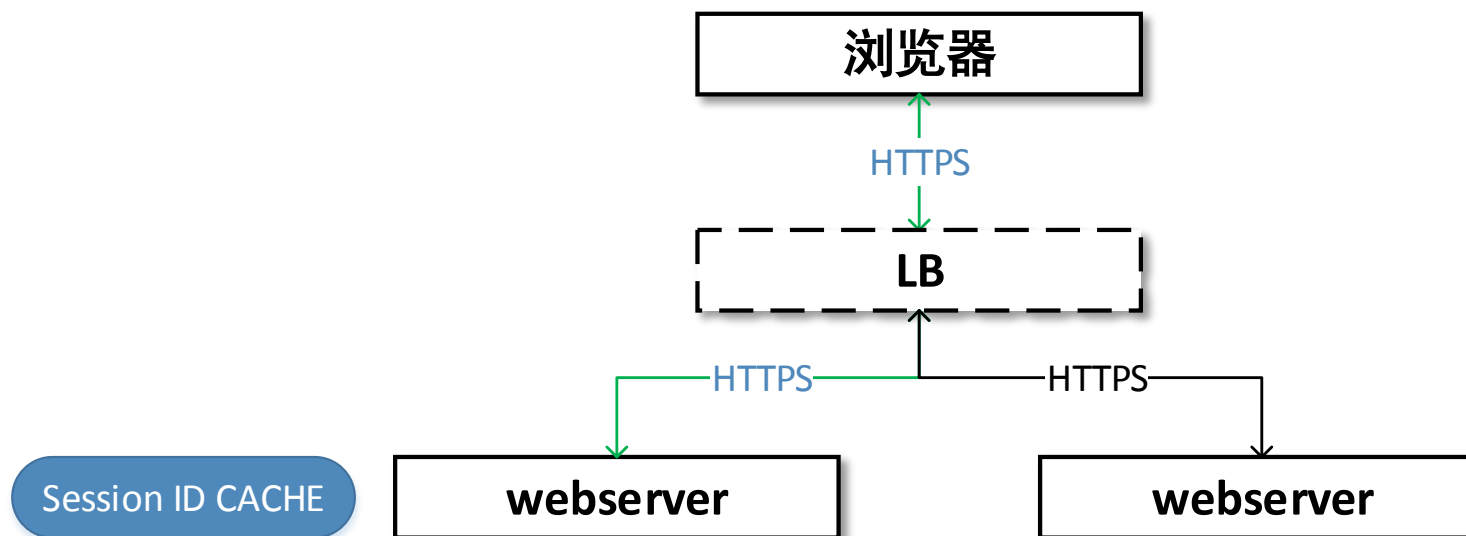 浏览器
HTTPS
LB
HTTPS
HTTPS
Session ID CACHE
webserver
webserver